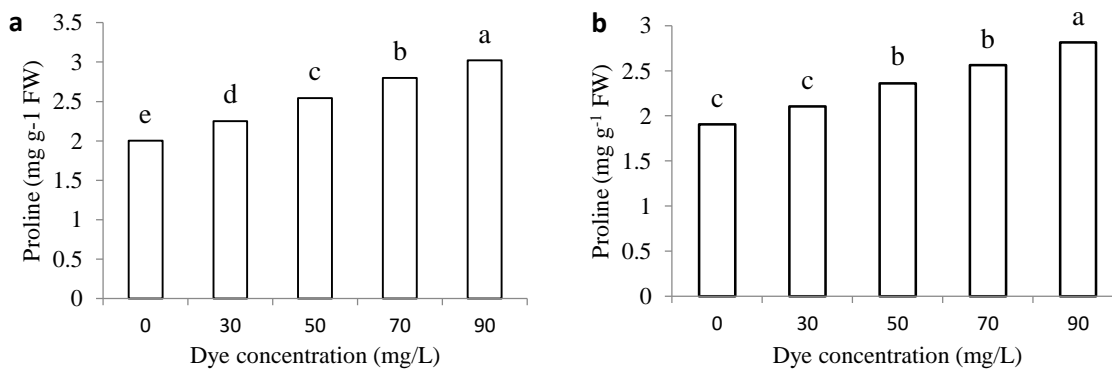 a
Proline (mg g-1 FW)
3.5
3
2.5
2
1.5
1
0.5
0
e
d
c
b
a
0 30 50 70 90
Dye concentration (mg/L)
b
Proline (mg g-1 FW)
3
2.5
2
1.5
1
0.5
0
c
c
b
b
a
0 30 50 70 90
Dye concentration (mg/L)